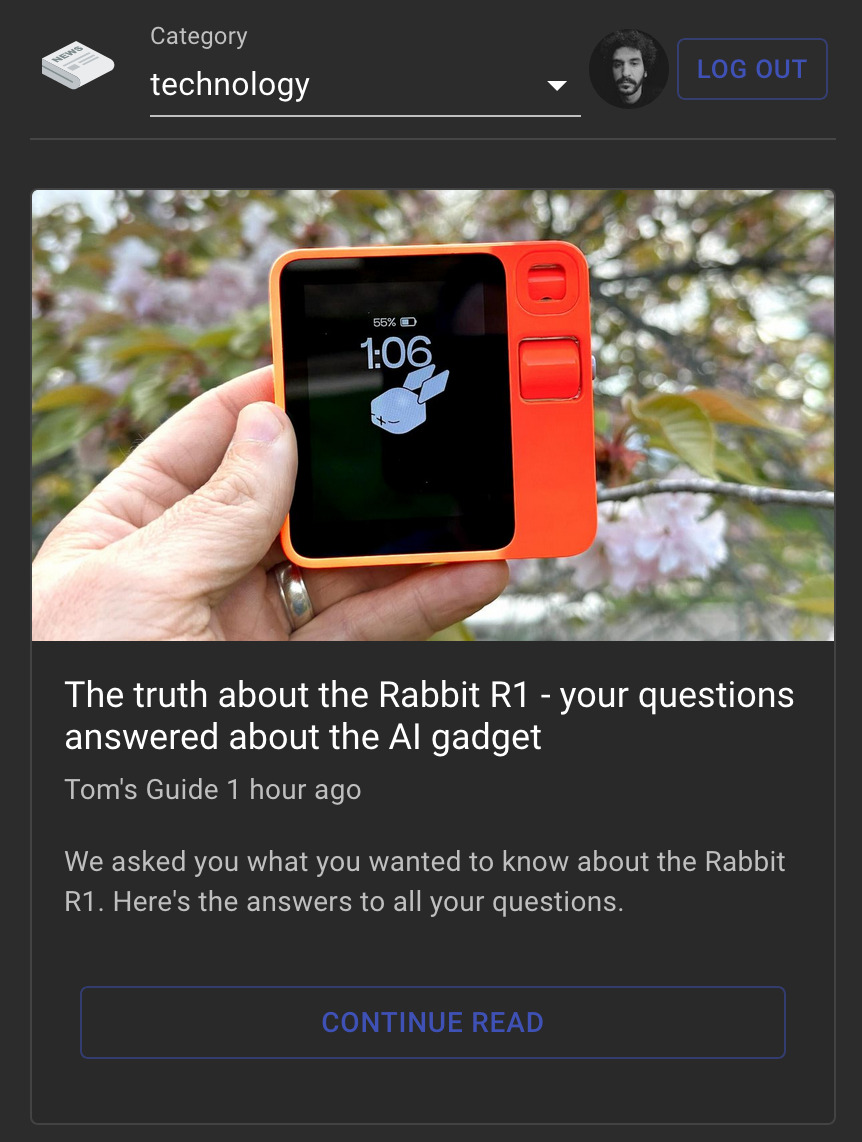 NEWS
Category
technology
LOG OUT
55%
1:06
The truth about the Rabbit R1 - your questions
answered about the AI gadget
Tom's Guide 1 hour ago
We asked you what you wanted to know about the Rabbit
R1. Here's the answers to all your questions.
CONTINUE READ